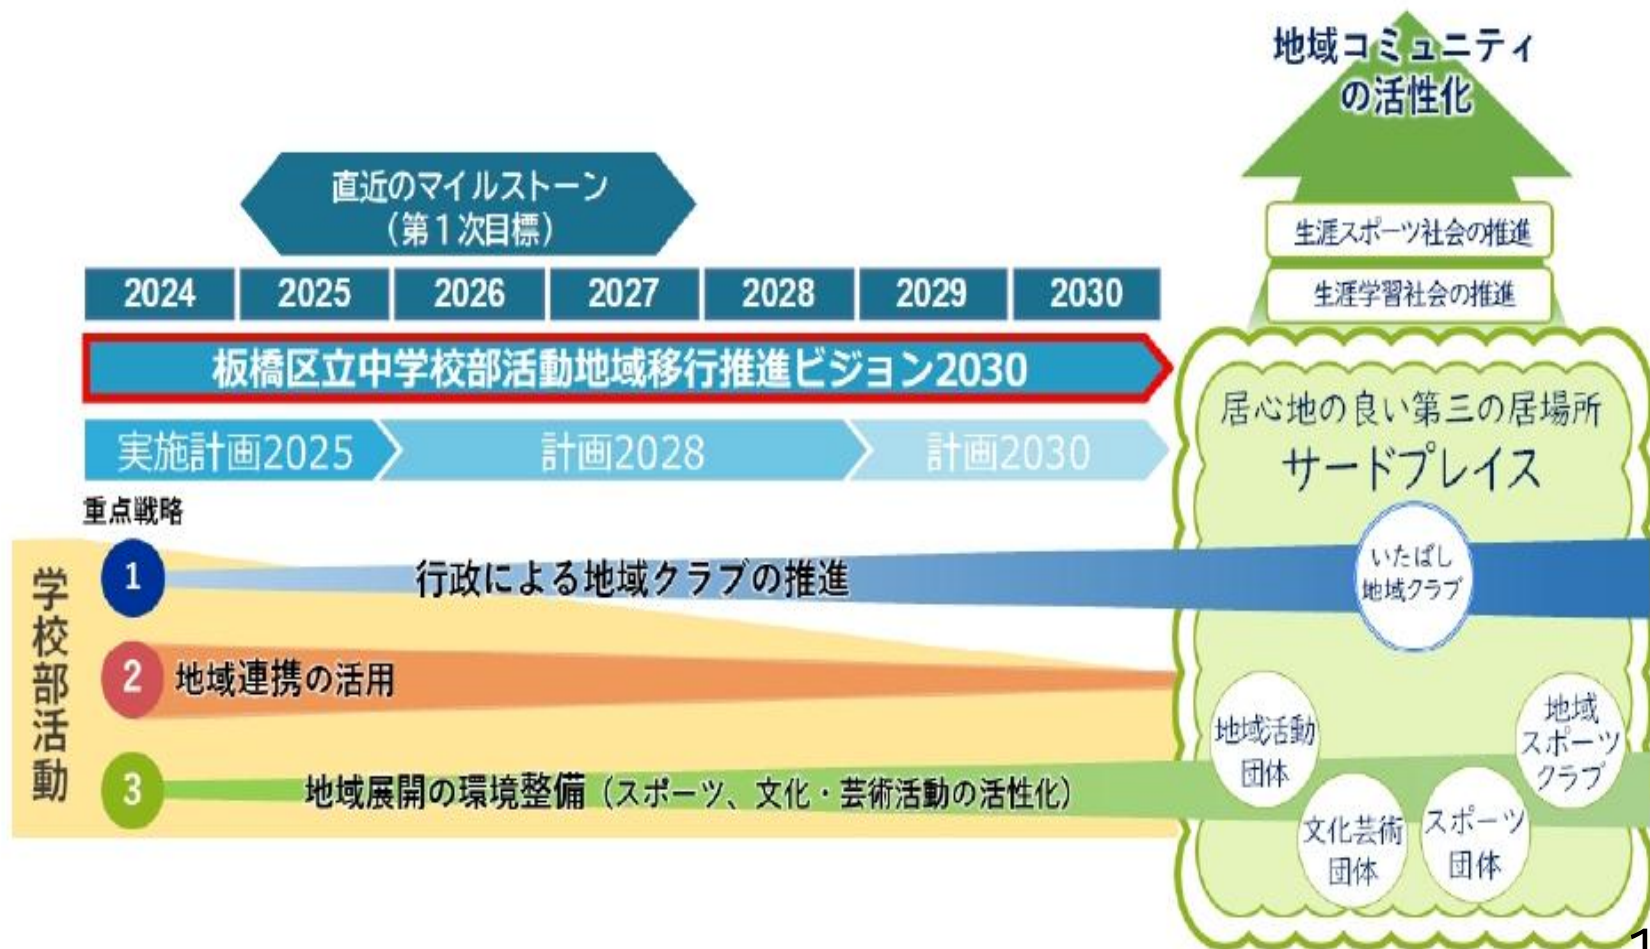 地域コミュニティ
の活性化
直近のマイルストーン
（第１次目標）
生涯スポーツ社会の推進
生涯学習社会の推進
2024 2025 2026 2027 2028 2029 2030
板橋区立中学校部活動地域移行推進ビジョン2030
実施計画2025 計画2028 計画2030
居心地の良い第三の居場所
サードプレイス
重点戦略
学校部活動
1 行政による地域クラブの推進
いたばし
地域クラブ
2 地域連携の活用
3 地域展開の環境整備（スポーツ、文化・芸術活動の活性化）
地域活動
団体
地域
スポーツ
クラブ
文化芸術
団体
スポーツ
団体